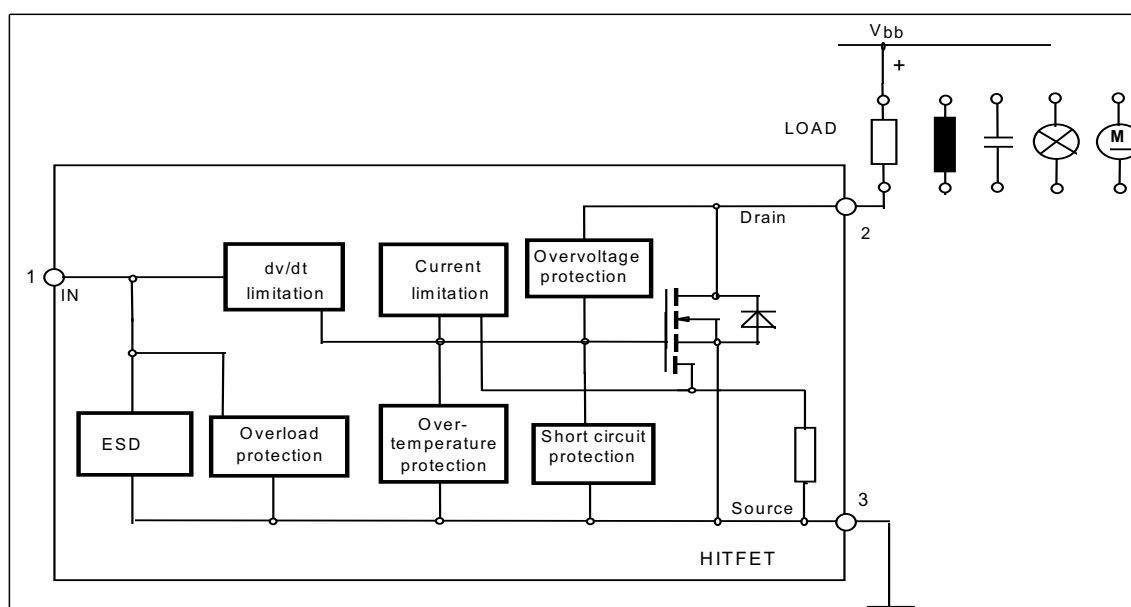 Vbb
+
LOAD
M
Drain
2
Overvoltage
protection
dv/dt
limitation
Current
limitation
1
IN
ESD
Overload
protection
Over-
temperature
protection
Short circuit
protection
Source
3
HITFET